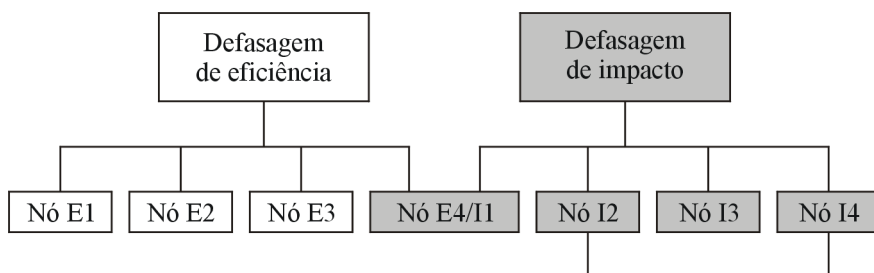 Defasagem
de eficiência
Defasagem
de impacto
Nó E1
Nó E2
Nó E3
Nó E4/I1
Nó I2
Nó I3
Nó I4